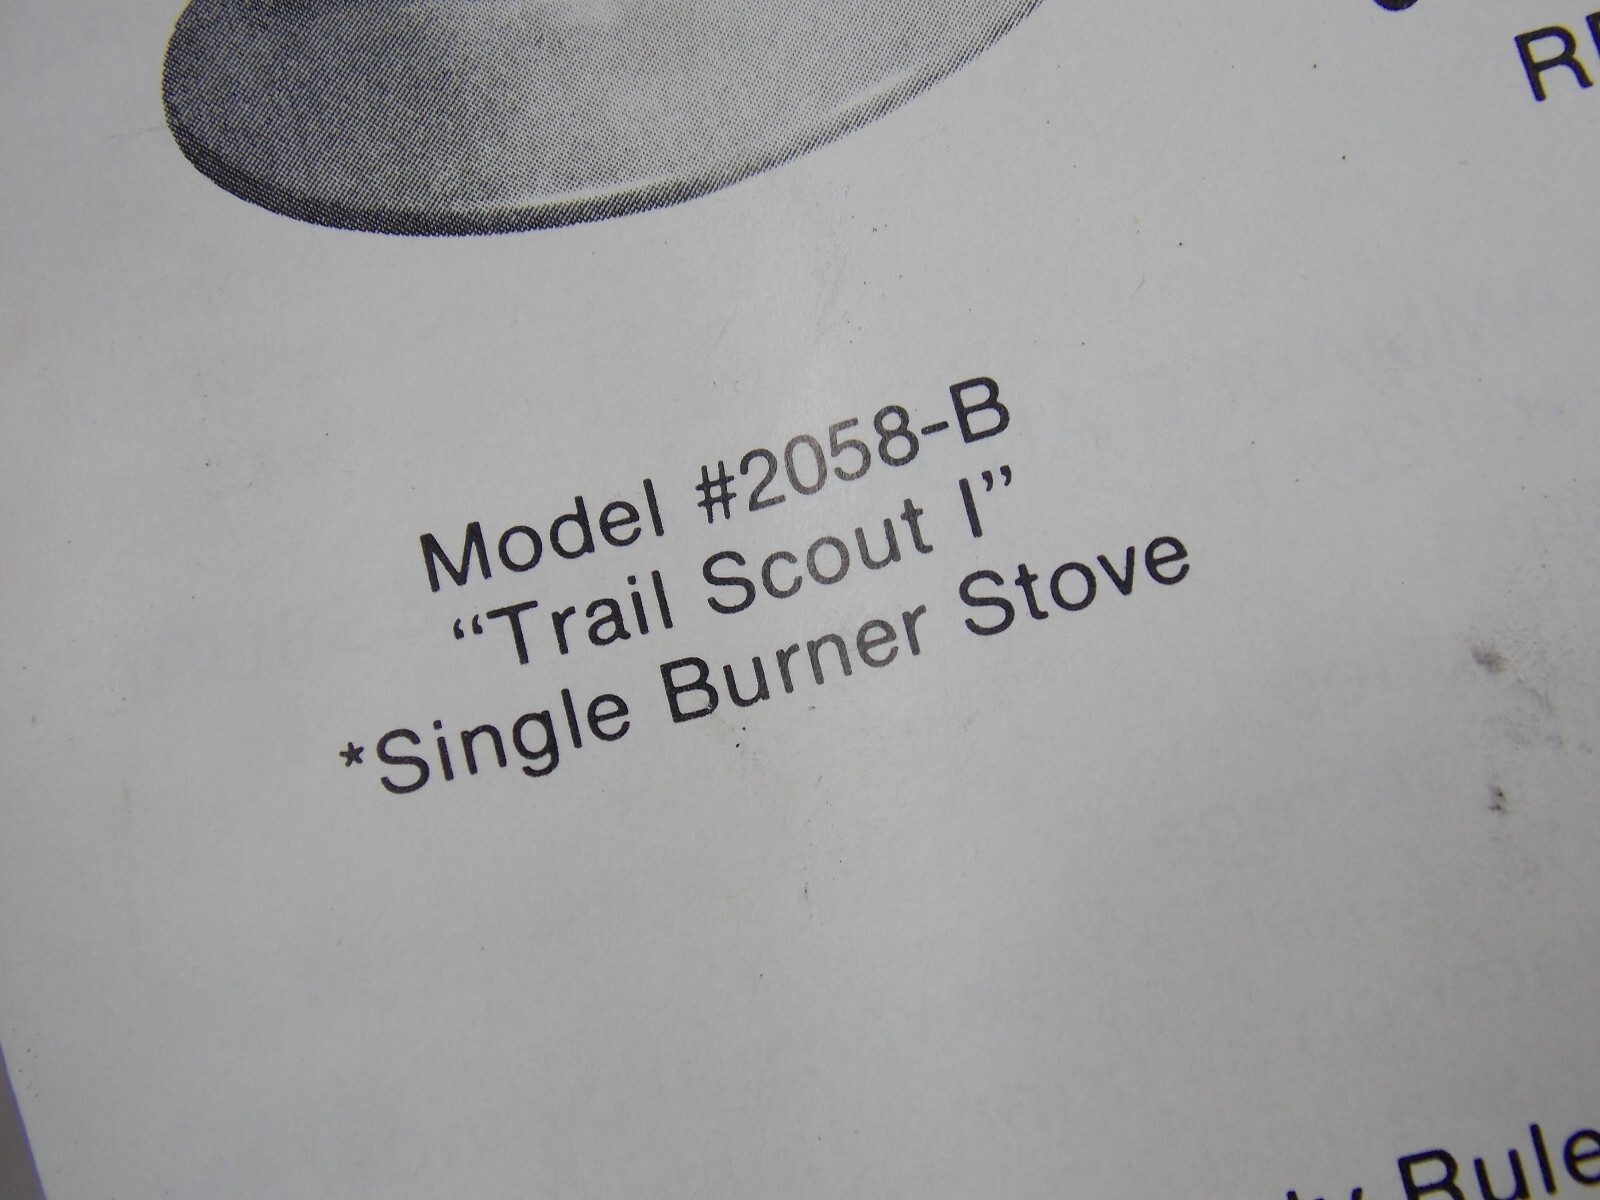 Model #2058-B
“Trail Scout I”
*Single Burner Stove